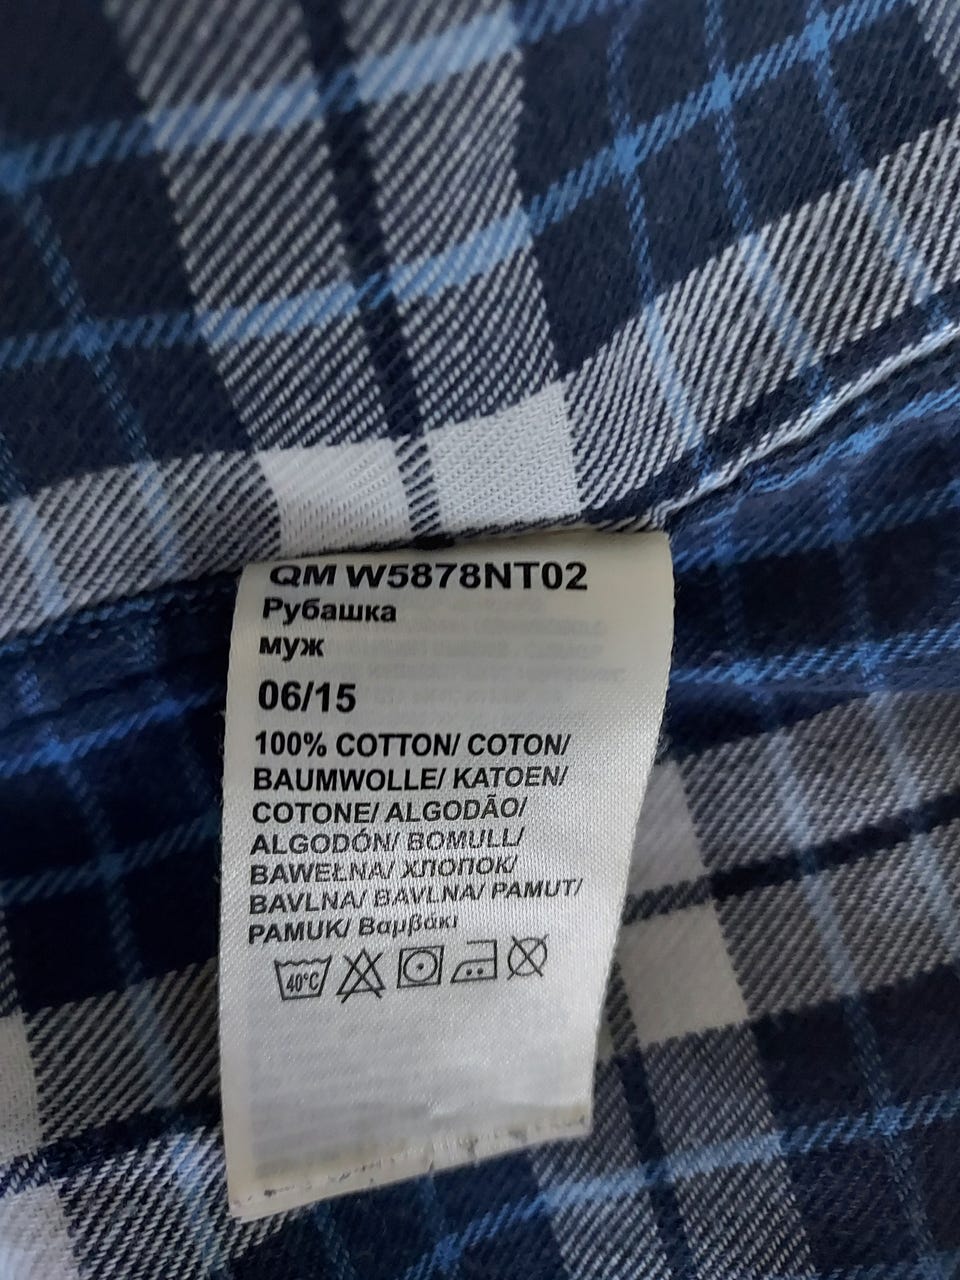 QM W5878NT02
Рубашка
муж
06/15
100% COTTON/ COTON/
BAUMWOLLE/ KATOEN/
COTONE/ ALGODÃO/
ALGODÓN/ BOMULL/
BAWEŁNA/ ХЛОПОК/
BAVLNA/ BAVLNA/ PAMUT/
PAMUK/ Βαμβάκι
40°C